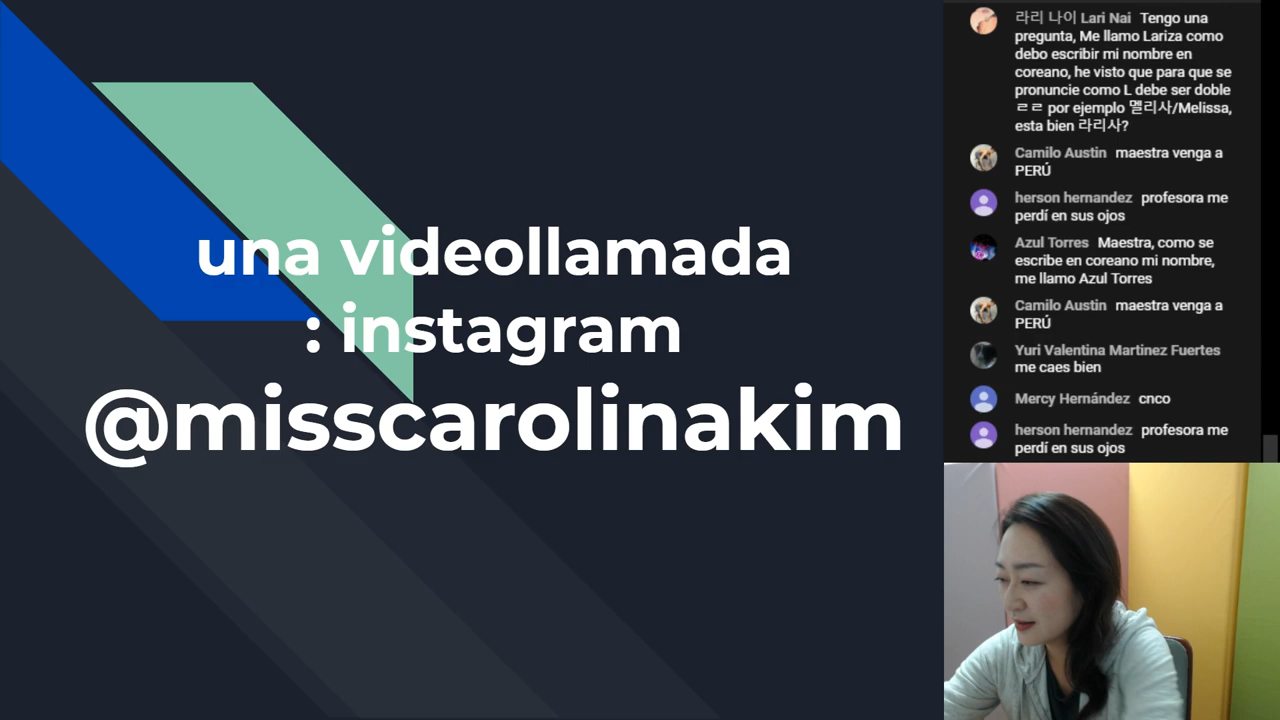 una videollamada
: instagram
@misscarolinakim
라리 나이 Lari Nai Tengo una
pregunta, Me llamo Lariza como
debo escribir mi nombre en
coreano, he visto que para que se
pronuncie como L debe ser doble
ㄹㄹ por ejemplo 멜리사/Melissa,
esta bien 라리사?
Camilo Austin maestra venga a
PERÚ
herson hernandez profesora me
perdí en sus ojos
Azul Torres Maestra, como se
escribe en coreano mi nombre,
me llamo Azul Torres
Camilo Austin maestra venga a
PERÚ
Yuri Valentina Martinez Fuertes
me caes bien
Mercy Hernández cnco
herson hernandez profesora me
perdí en sus ojos